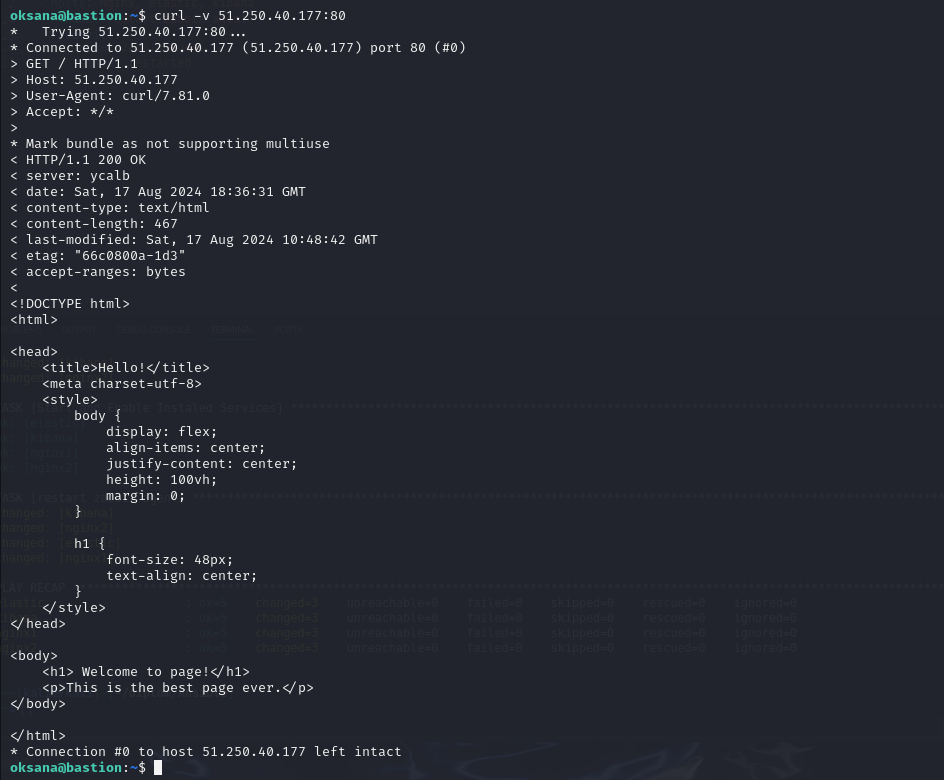 oksana@bastion:~$ curl -v 51.250.40.177:80
*   Trying 51.250.40.177:80...
* Connected to 51.250.40.177 (51.250.40.177) port 80 (#0)
> GET / HTTP/1.1
> Host: 51.250.40.177
> User-Agent: curl/7.81.0
> Accept: */*
>
* Mark bundle as not supporting multiuse
< HTTP/1.1 200 OK
< server: ycalb
< date: Sat, 17 Aug 2024 18:36:31 GMT
< content-type: text/html
< content-length: 467
< last-modified: Sat, 17 Aug 2024 10:48:42 GMT
< etag: "66c0800a-1d3"
< accept-ranges: bytes
<
<!DOCTYPE html>
<html>
<head>
    <title>Hello!</title>
    <meta charset=utf-8>
    <style>
        body {
            display: flex;
            align-items: center;
            justify-content: center;
            height: 100vh;
            margin: 0;
        }
        h1 {
            font-size: 48px;
            text-align: center;
        }
    </style>
</head>
<body>
    <h1> Welcome to page!</h1>
    <p>This is the best page ever.</p>
</body>
</html>
* Connection #0 to host 51.250.40.177 left intact
oksana@bastion:~$